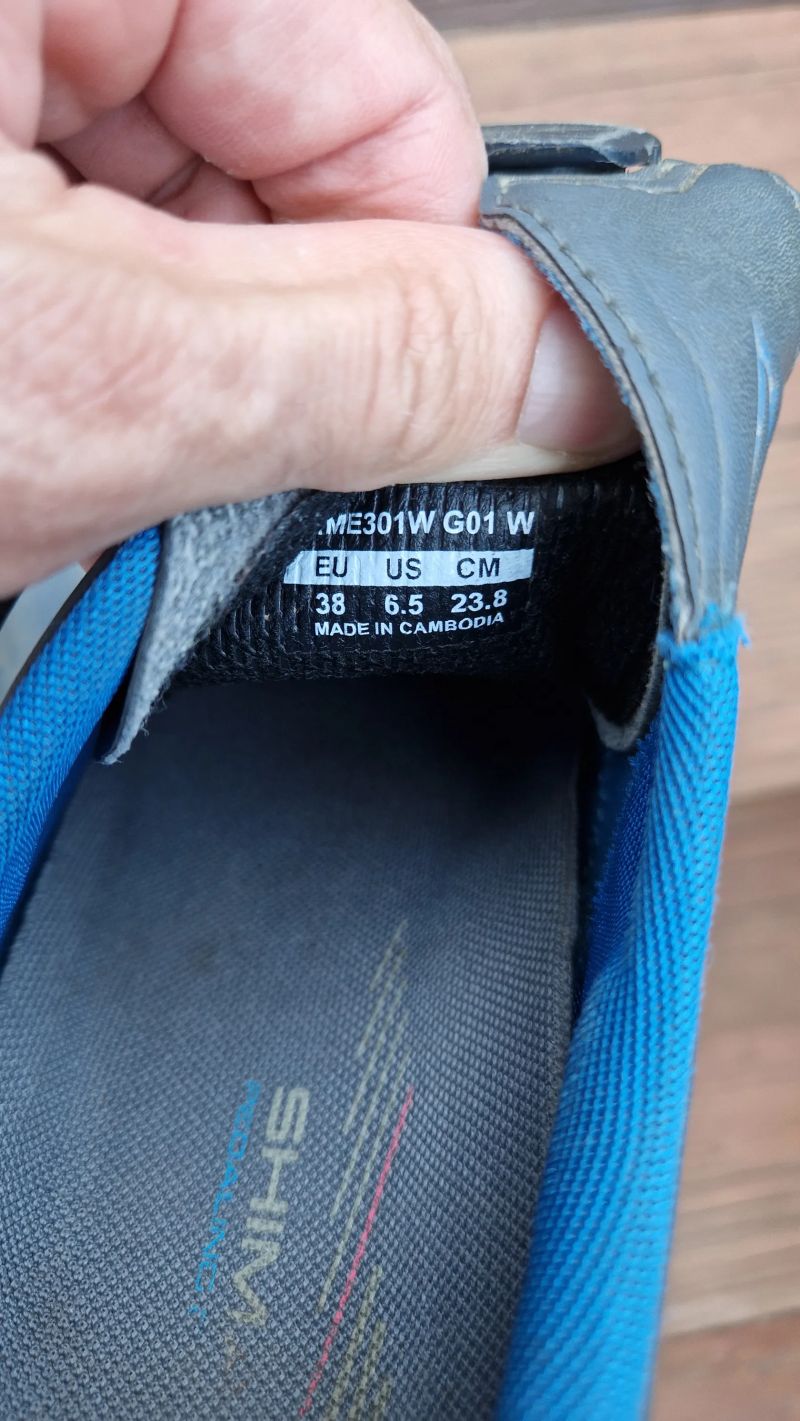 .ME301W G01 W
EU US CM
38 6.5 23.8
MADE IN CAMBODIA
SHIM
PEDALING